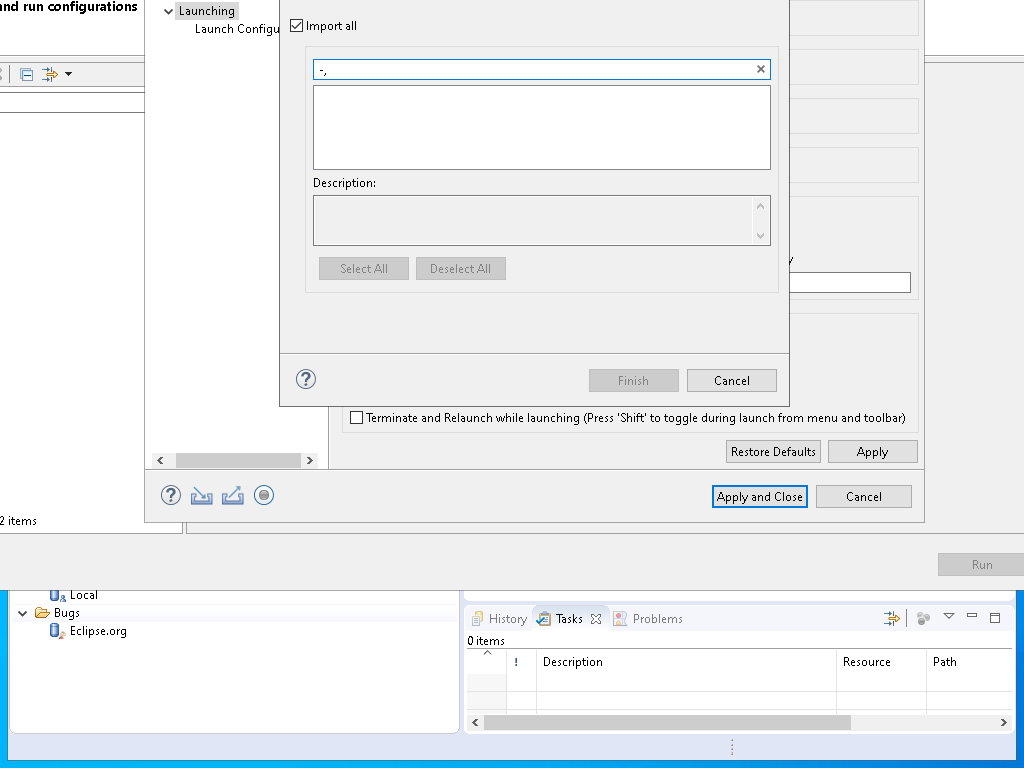 and run configurations
Launching
Launch Configu
Import all
-,
Description:
Select All
Deselect All
Finish
Cancel
Terminate and Relaunch while launching (Press 'Shift' to toggle during launch from menu and toolbar)
Restore Defaults
Apply
Apply and Close
Cancel
2 items
Run
Local
Bugs
Eclipse.org
History
Tasks
Problems
0 items
!
Description
Resource
Path